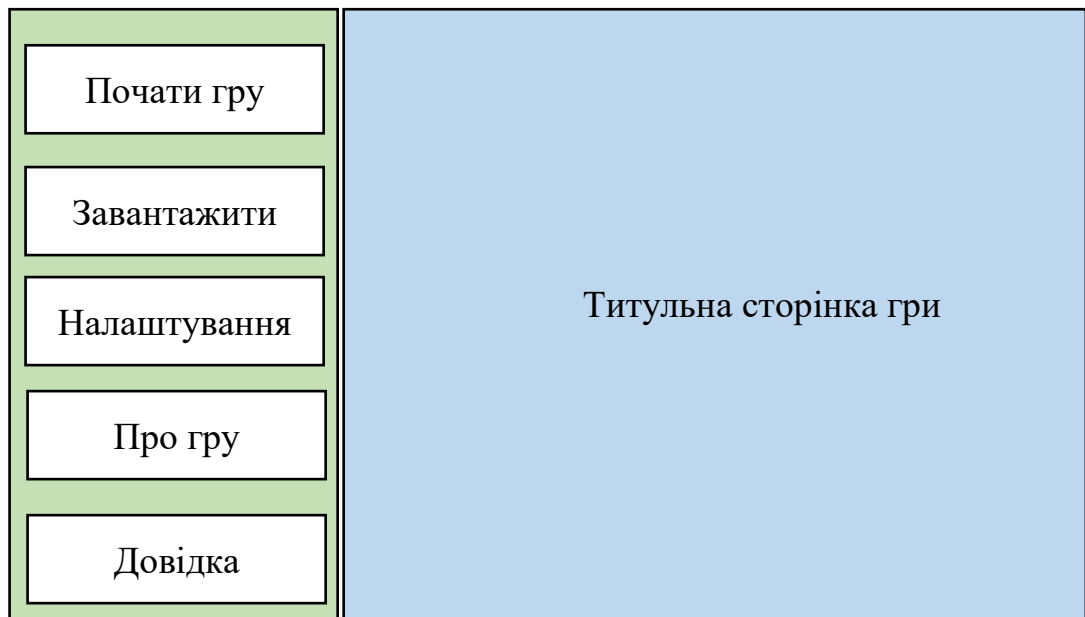 Почати гру
Завантажити
Налаштування
Про гру
Довідка
Титульна сторінка гри